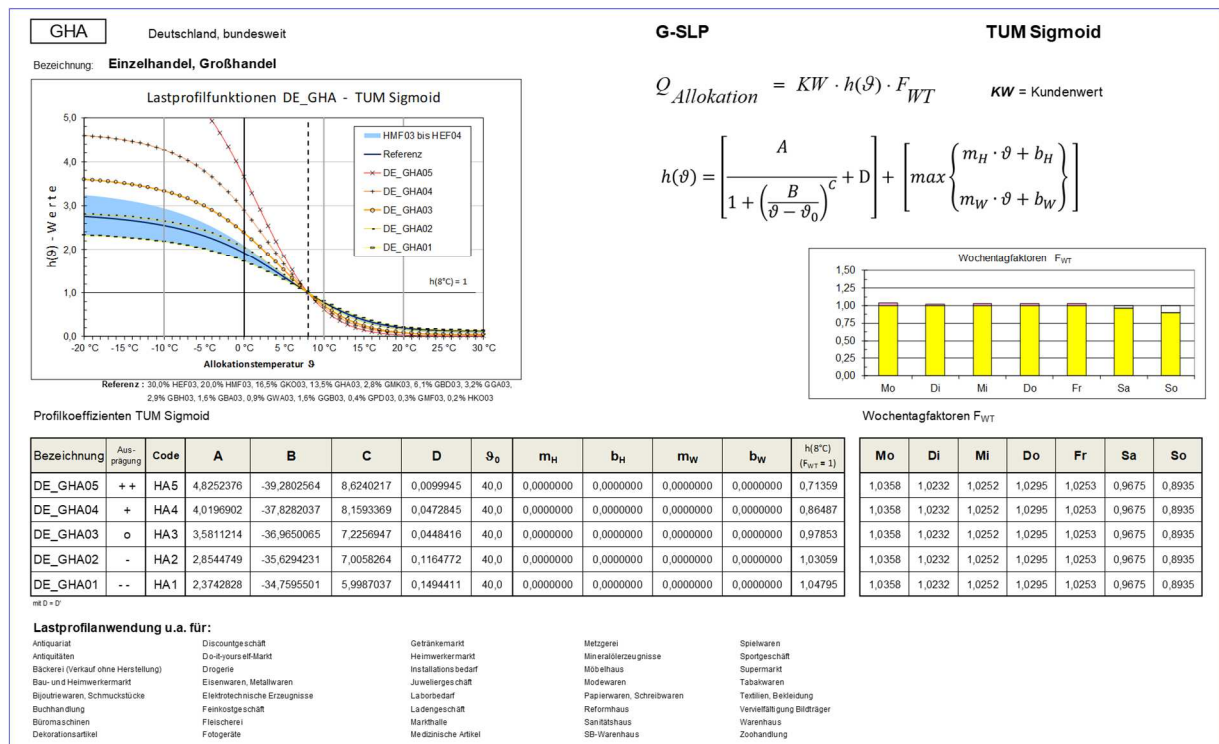 GHA Deutschland, bundesweit G-SLP TUM Sigmoid
Bezeichnung: Einzelhandel, Großhandel
Q Allokation = KW · h(ϑ) · F WT KW = Kundenwert
h(ϑ) = [ A / (1 + (B / (ϑ − ϑ0))^C) + D ] + [ max { mH · ϑ + bH ; mW · ϑ + bW } ]
Lastprofilfunktionen DE_GHA - TUM Sigmoid
h(ϑ) - Werte
5,0
4,0
3,0
2,0
1,0
0,0
HMF03 bis HEF04
Referenz
DE_GHA05
DE_GHA04
DE_GHA03
DE_GHA02
DE_GHA01
h(8°C) = 1
-20 °C -15 °C -10 °C -5 °C 0 °C 5 °C 10 °C 15 °C 20 °C 25 °C 30 °C
Allokationstemperatur ϑ
Referenz : 30,0% HEF03, 20,0% HMF03, 16,5% GKO03, 13,5% GHA03, 2,8% GMK03, 6,1% GBD03, 3,2% GGA03,
2,9% GBH03, 1,6% GBA03, 0,9% GWA03, 1,6% GGB03, 0,4% GPD03, 0,3% GMF03, 0,2% HKO03
Wochentagfaktoren FWT
1,50
1,25
1,00
0,75
0,50
0,25
0,00
Mo Di Mi Do Fr Sa So
Profilkoeffizienten TUM Sigmoid
Bezeichnung Aus-prägung Code A B C D ϑ0 mH bH mW bW h(8°C) (FWT = 1)
DE_GHA05 + + HA5 4,8252376 -39,2802564 8,6240217 0,0099945 40,0 0,0000000 0,0000000 0,0000000 0,0000000 0,71359
DE_GHA04 + HA4 4,0196902 -37,8282037 8,1593369 0,0472845 40,0 0,0000000 0,0000000 0,0000000 0,0000000 0,86487
DE_GHA03 o HA3 3,5811214 -36,9650065 7,2256947 0,0448416 40,0 0,0000000 0,0000000 0,0000000 0,0000000 0,97853
DE_GHA02 - HA2 2,8544749 -35,6294231 7,0058264 0,1164772 40,0 0,0000000 0,0000000 0,0000000 0,0000000 1,03059
DE_GHA01 - - HA1 2,3742828 -34,7595501 5,9987037 0,1494411 40,0 0,0000000 0,0000000 0,0000000 0,0000000 1,04795
mit D = D'
Wochentagfaktoren FWT
Mo Di Mi Do Fr Sa So
1,0358 1,0232 1,0252 1,0295 1,0253 0,9675 0,8935
1,0358 1,0232 1,0252 1,0295 1,0253 0,9675 0,8935
1,0358 1,0232 1,0252 1,0295 1,0253 0,9675 0,8935
1,0358 1,0232 1,0252 1,0295 1,0253 0,9675 0,8935
1,0358 1,0232 1,0252 1,0295 1,0253 0,9675 0,8935
Lastprofilanwendung u.a. für:
Antiquariat Discountgeschäft Getränkemarkt Metzgerei Spielwaren
Antiquitäten Do-it-yourself-Markt Heimwerkermarkt Mineralölerzeugnisse Sportgeschäft
Bäckerei (Verkauf ohne Herstellung) Drogerie Installationsbedarf Möbelhaus Supermarkt
Bau- und Heimwerkermarkt Eisenwaren, Metallwaren Juweliergeschäft Modewaren Tabakwaren
Bijoutriewaren, Schmuckstücke Elektrotechnische Erzeugnisse Laborbedarf Papierwaren, Schreibwaren Textilien, Bekleidung
Buchhandlung Feinkostgeschäft Ladengeschäft Reformhaus Vervielfältigung Bildträger
Büromaschinen Fleischerei Markthalle Sanitätshaus Warenhaus
Dekorationsartikel Fotogeräte Medizinische Artikel SB-Warenhaus Zoohandlung